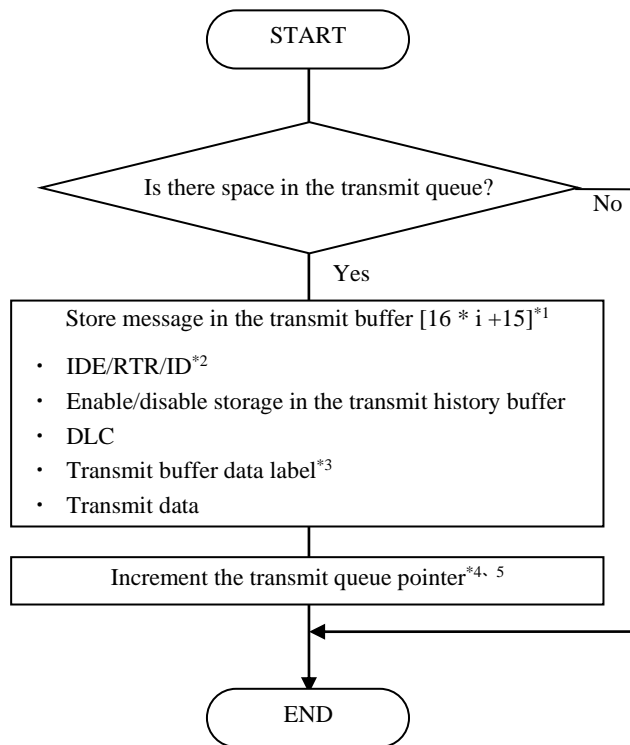 START
Is there space in the transmit queue?
No
Yes
Store message in the transmit buffer [16 * i +15]*1
・ IDE/RTR/ID*2
・ Enable/disable storage in the transmit history buffer
・ DLC
・ Transmit buffer data label*3
・ Transmit data
Increment the transmit queue pointer*4、5
END